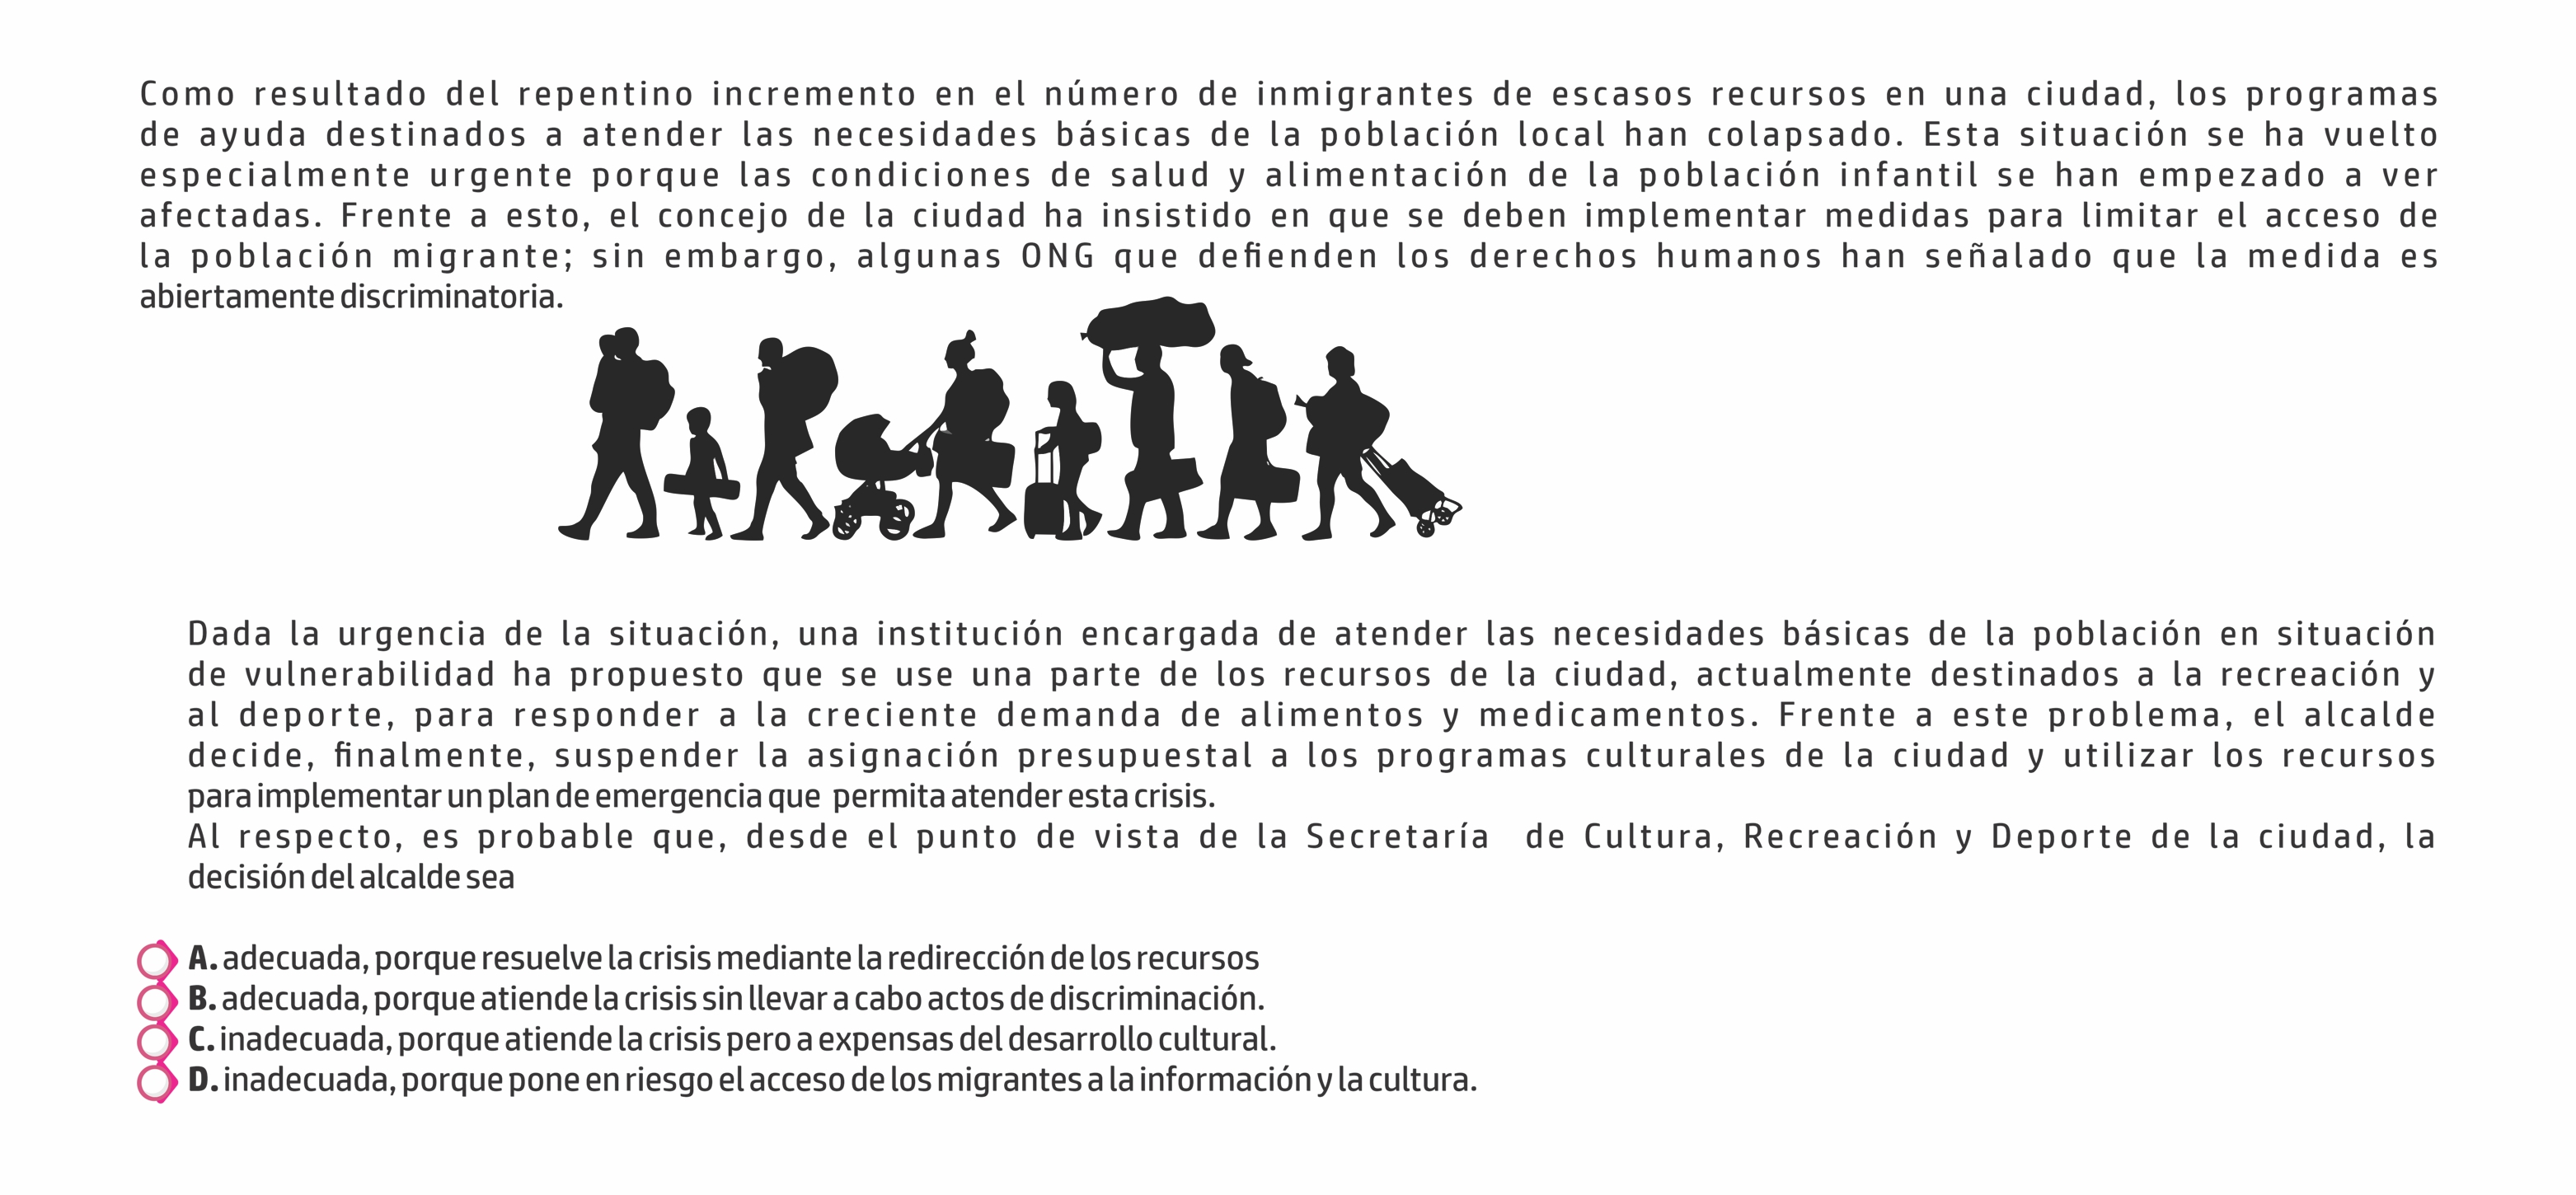 Como resultado del repentino incremento en el número de inmigrantes de escasos recursos en una ciudad, los programas
de ayuda destinados a atender las necesidades básicas de la población local han colapsado. Esta situación se ha vuelto
especialmente urgente porque las condiciones de salud y alimentación de la población infantil se han empezado a ver
afectadas. Frente a esto, el concejo de la ciudad ha insistido en que se deben implementar medidas para limitar el acceso de
la población migrante; sin embargo, algunas ONG que defienden los derechos humanos han señalado que la medida es
abiertamente discriminatoria.
Dada la urgencia de la situación, una institución encargada de atender las necesidades básicas de la población en situación
de vulnerabilidad ha propuesto que se use una parte de los recursos de la ciudad, actualmente destinados a la recreación y
al deporte, para responder a la creciente demanda de alimentos y medicamentos. Frente a este problema, el alcalde
decide, finalmente, suspender la asignación presupuestal a los programas culturales de la ciudad y utilizar los recursos
para implementar un plan de emergencia que permita atender esta crisis.
Al respecto, es probable que, desde el punto de vista de la Secretaría de Cultura, Recreación y Deporte de la ciudad, la
decisión del alcalde sea
A. adecuada, porque resuelve la crisis mediante la redirección de los recursos
B. adecuada, porque atiende la crisis sin llevar a cabo actos de discriminación.
C. inadecuada, porque atiende la crisis pero a expensas del desarrollo cultural.
D. inadecuada, porque pone en riesgo el acceso de los migrantes a la información y la cultura.